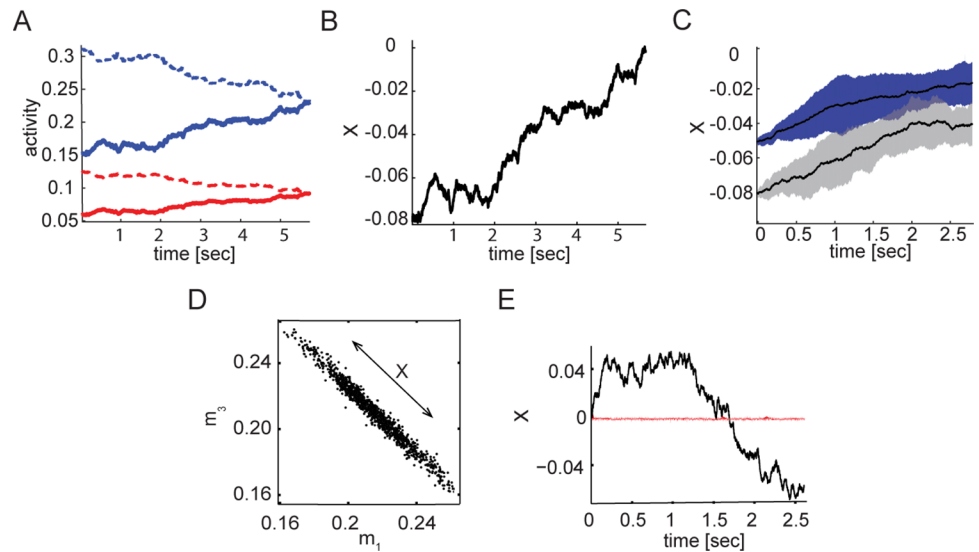 A
0.3
0.2
0.15
0.1
0.05
activity
1 2 3 4 5
time [sec]
B
0
-0.02
-0.04
-0.06
-0.08
X
1 2 3 4 5
time [sec]
C
0
-0.02
-0.04
-0.06
-0.08
X
0 0.5 1 1.5 2 2.5
time [sec]
D
0.24
0.20
0.16
m3
X
0.16 0.20 0.24
m1
E
0.04
0
−0.04
X
0 0.5 1 1.5 2 2.5
time [sec]